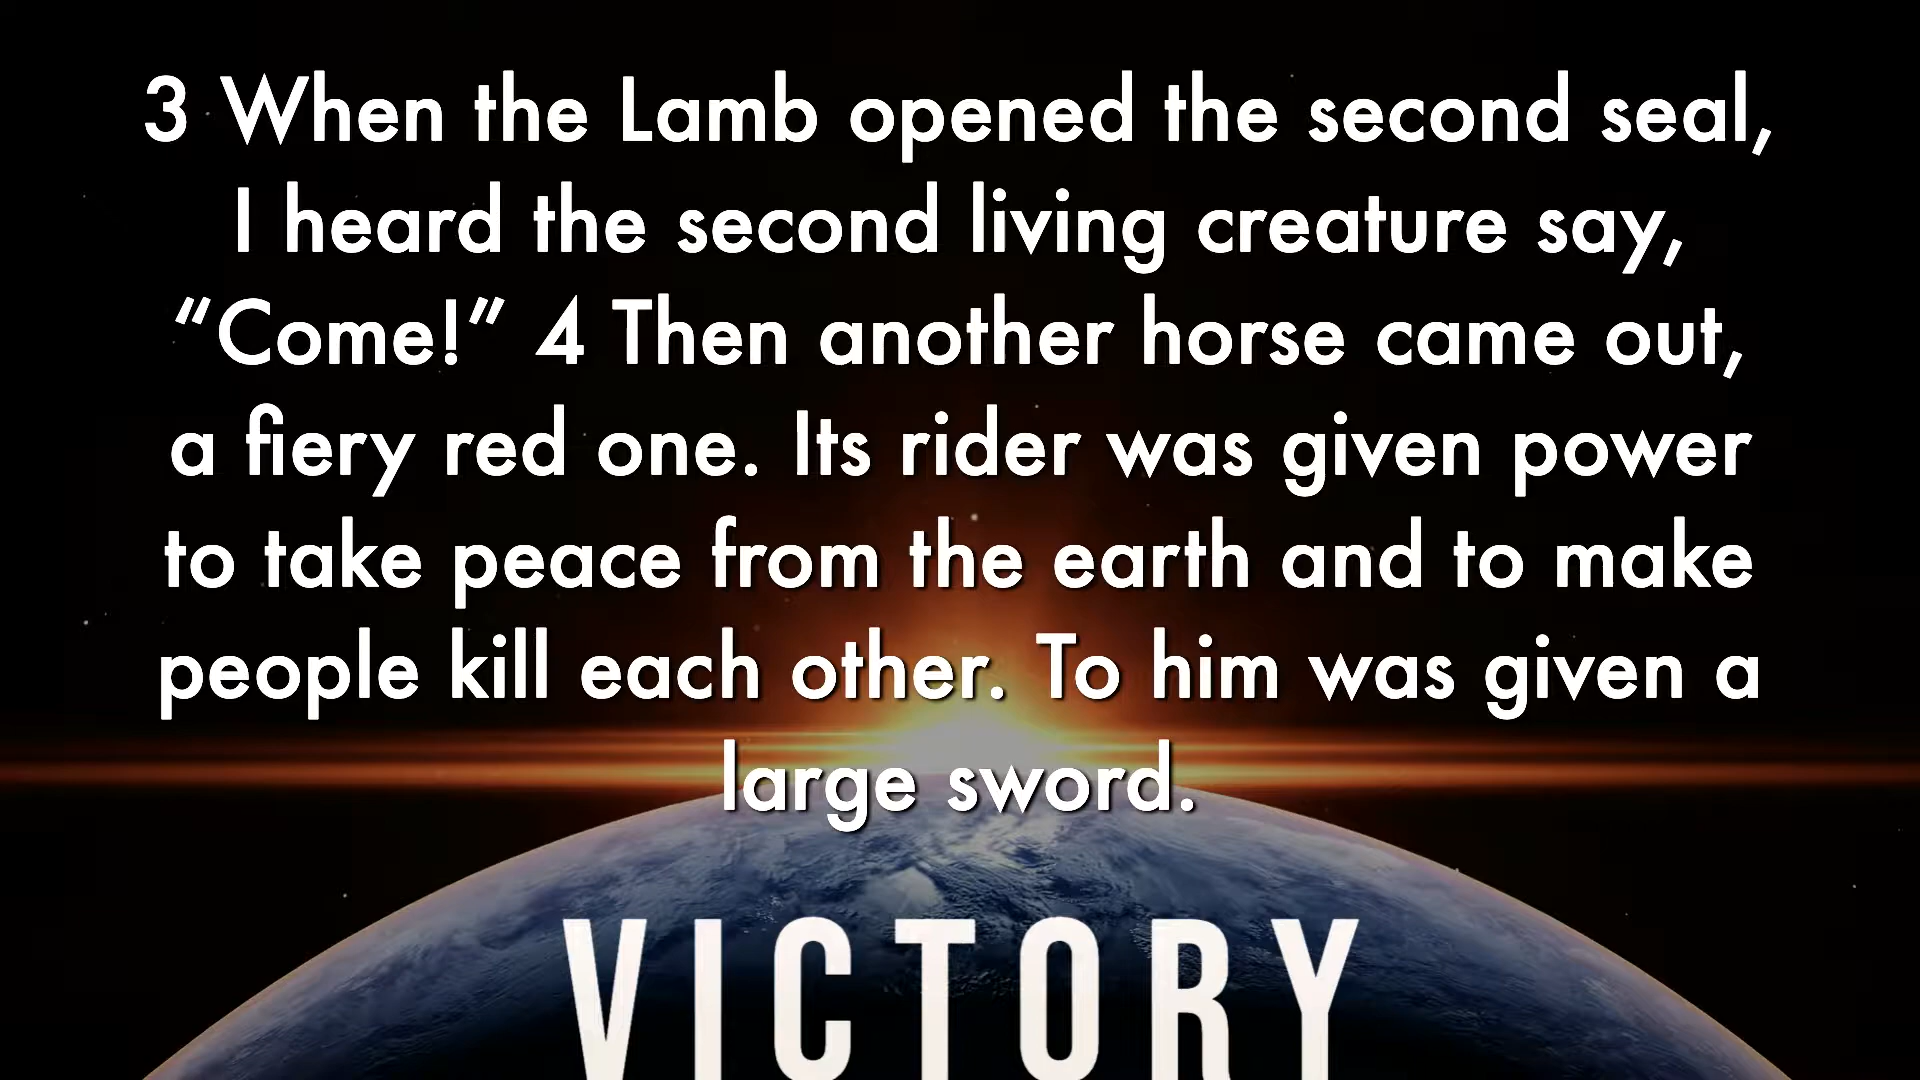 3 When the Lamb opened the second seal,
I heard the second living creature say,
“Come!” 4 Then another horse came out,
a fiery red one. Its rider was given power
to take peace from the earth and to make
people kill each other. To him was given a
large sword.
VICTORY